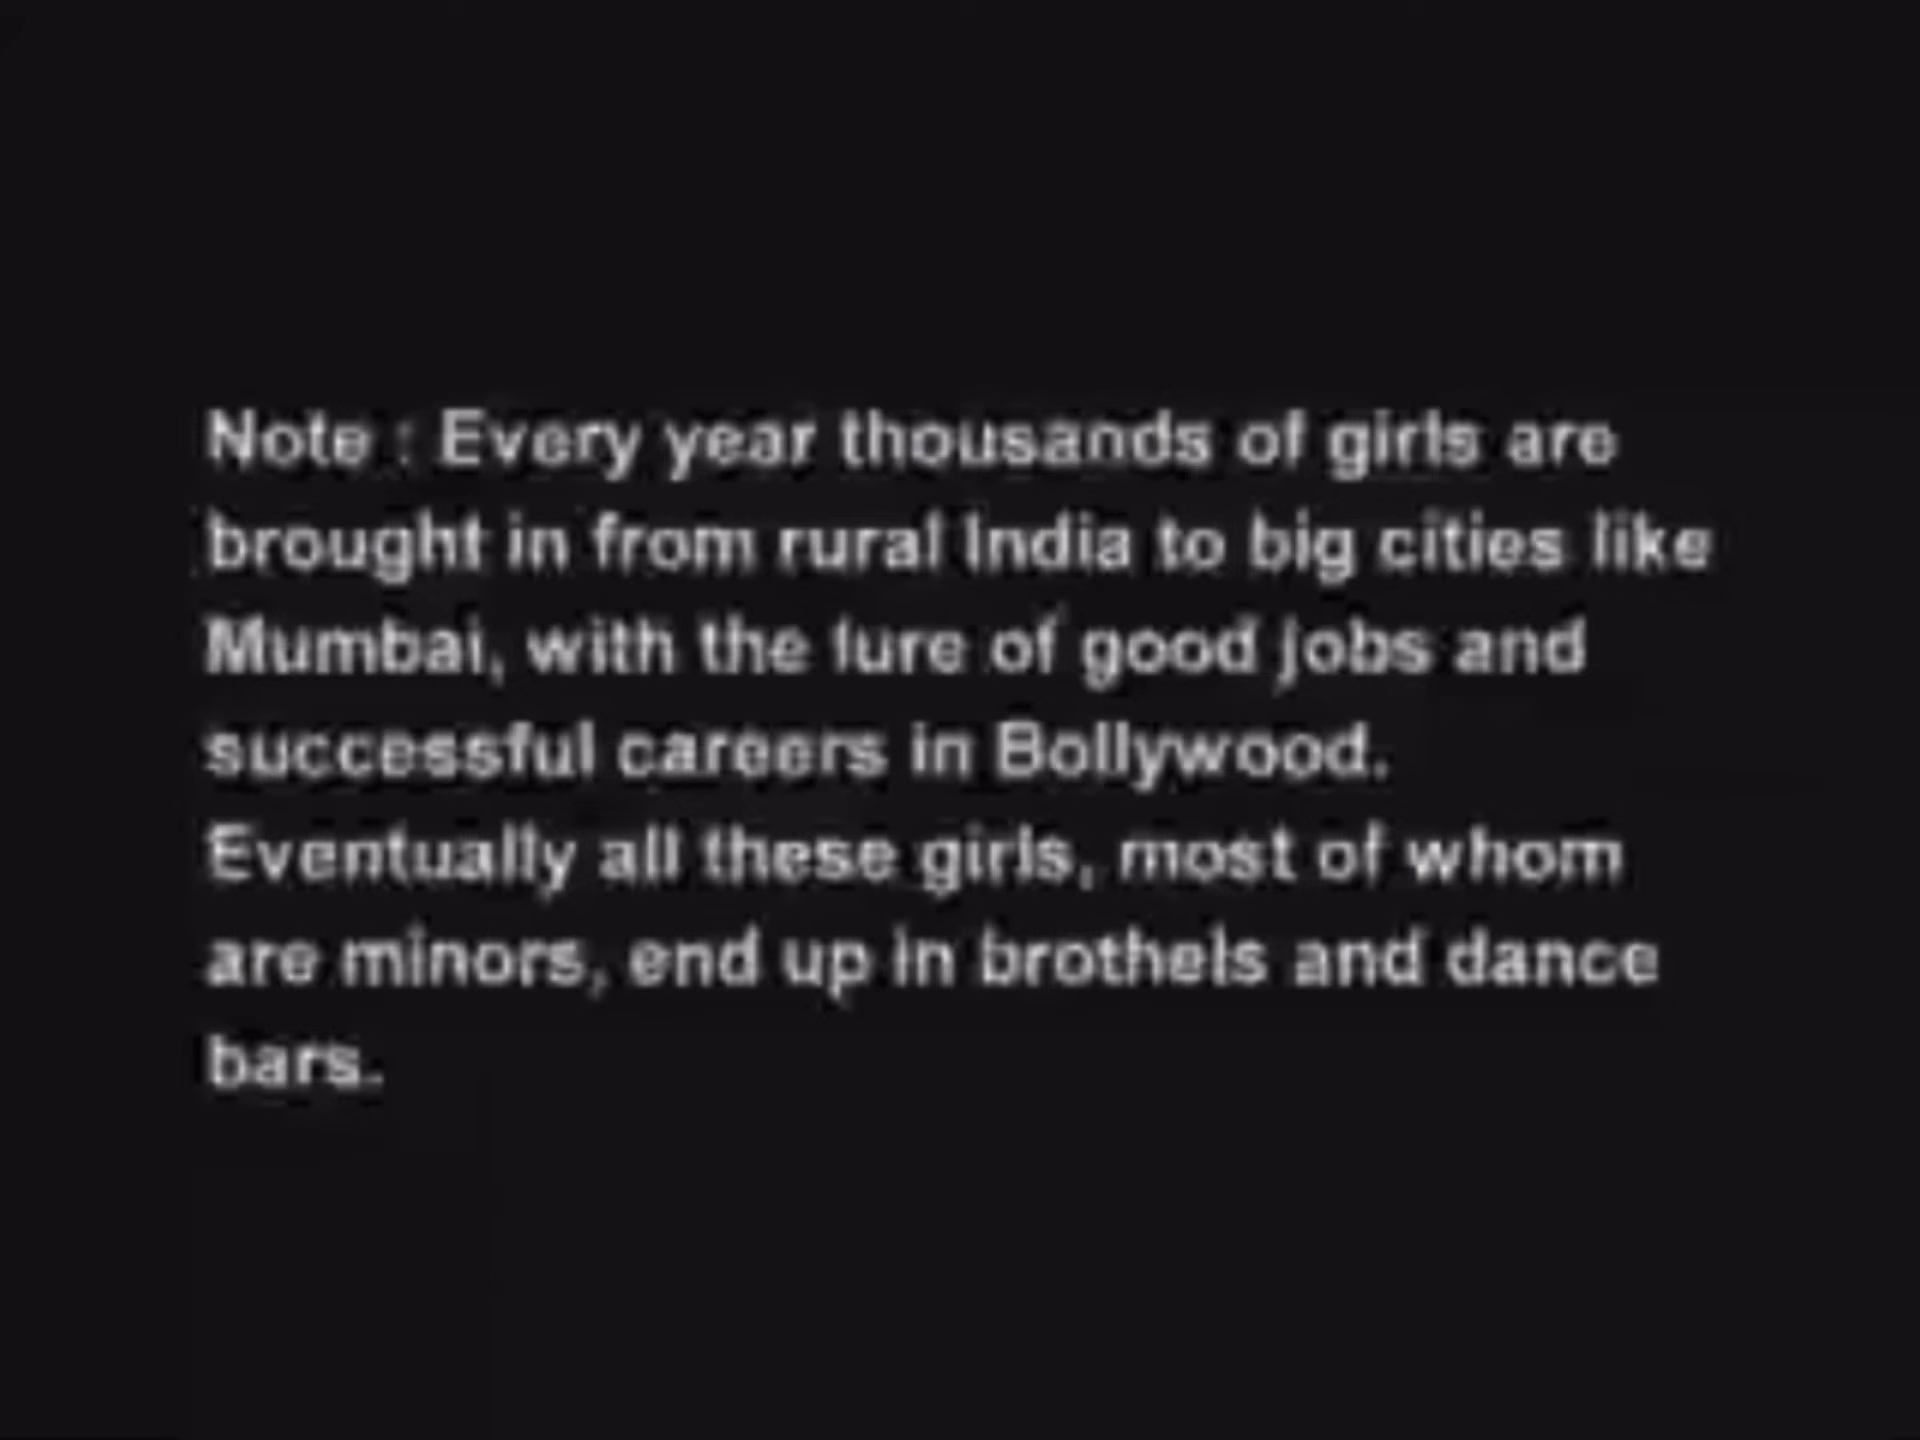 Note : Every year thousands of girls are
brought in from rural India to big cities like
Mumbai, with the lure of good jobs and
successful careers in Bollywood.
Eventually all these girls, most of whom
are minors, end up in brothels and dance
bars.